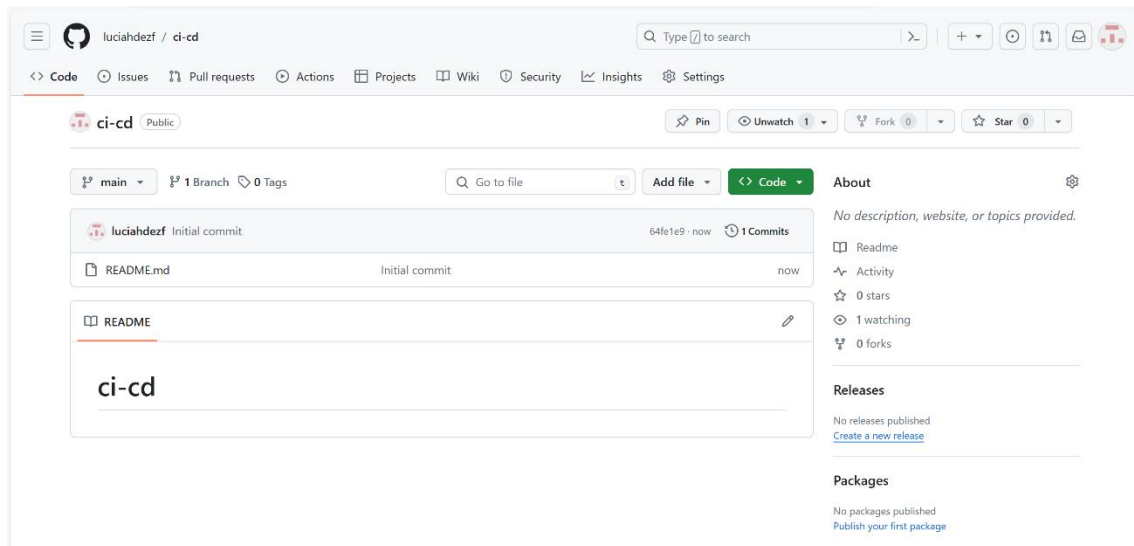 luciahdezf / ci-cd Type / to search
<> Code Issues Pull requests Actions Projects Wiki Security Insights Settings
ci-cd Public Pin Unwatch 1 Fork 0 Star 0
main 1 Branch 0 Tags Go to file t Add file <> Code
luciahdezf Initial commit 64fe1e9 · now 1 Commits
README.md Initial commit now
README
ci-cd
About
No description, website, or topics provided.
Readme
Activity
0 stars
1 watching
0 forks
Releases
No releases published
Create a new release
Packages
No packages published
Publish your first package